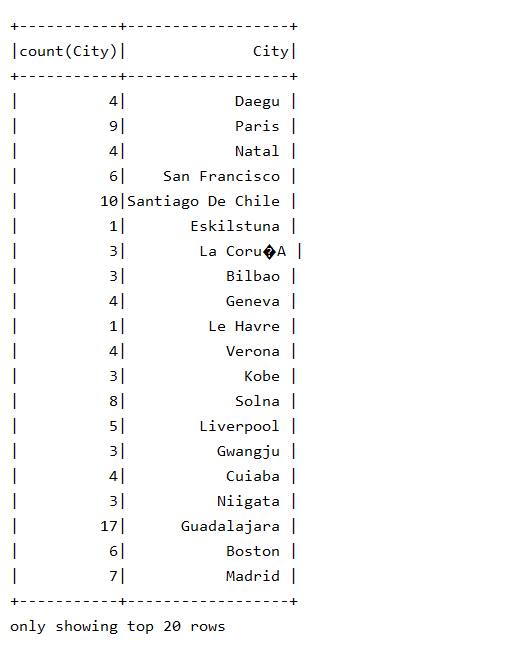 +-----------+-----------------+
|count(City)|             City|
+-----------+-----------------+
|          4|           Daegu |
|          9|           Paris |
|          4|           Natal |
|          6|   San Francisco |
|         10|Santiago De Chile |
|          1|      Eskilstuna |
|          3|       La Coru�A |
|          3|          Bilbao |
|          4|          Geneva |
|          1|        Le Havre |
|          4|          Verona |
|          3|            Kobe |
|          8|           Solna |
|          5|       Liverpool |
|          3|         Gwangju |
|          4|          Cuiaba |
|          3|         Niigata |
|         17|     Guadalajara |
|          6|          Boston |
|          7|          Madrid |
+-----------+-----------------+
only showing top 20 rows